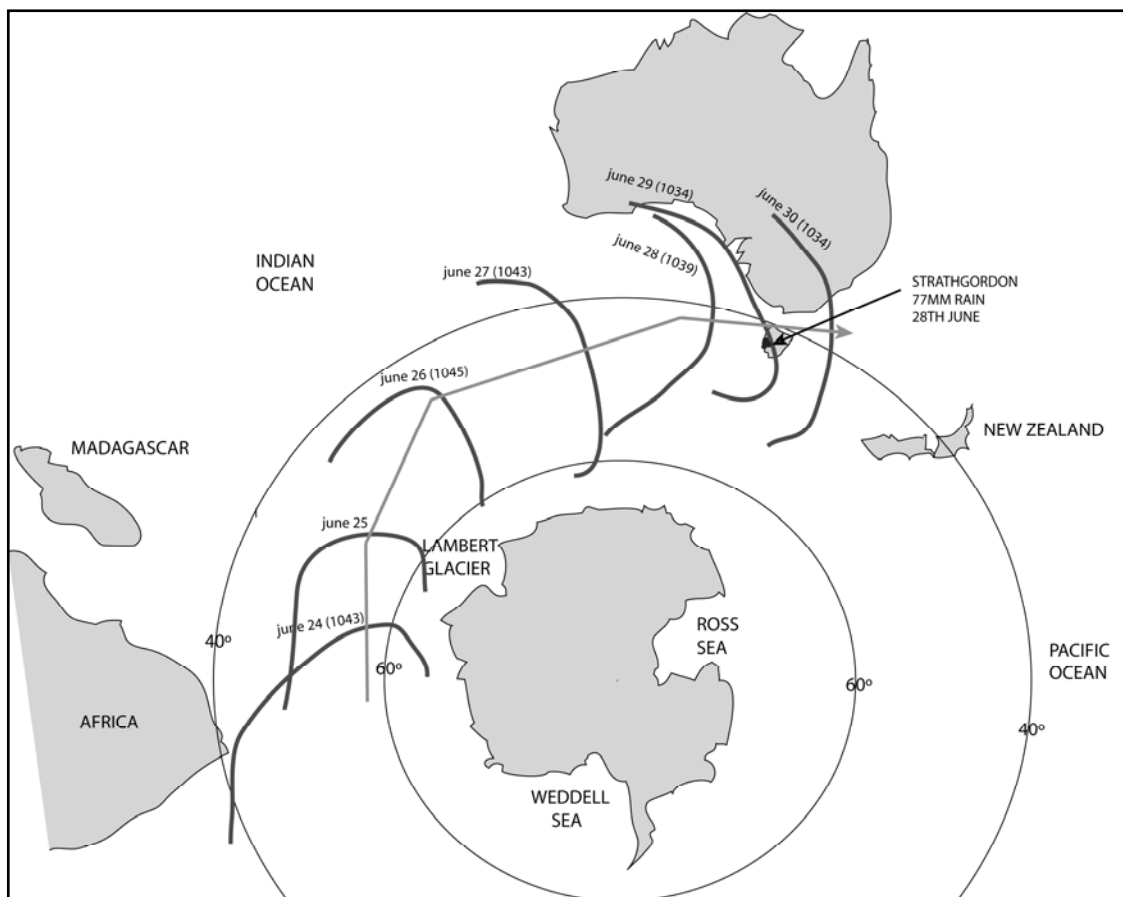 june 29 (1034)
june 30 (1034)
june 28 (1039)
INDIAN
OCEAN
june 27 (1043)
STRATHGORDON
77MM RAIN
28TH JUNE
june 26 (1045)
MADAGASCAR
NEW ZEALAND
june 25
LAMBERT
GLACIER
june 24 (1043)
40º
60º
ROSS
SEA
PACIFIC
OCEAN
60º
40º
AFRICA
WEDDELL
SEA